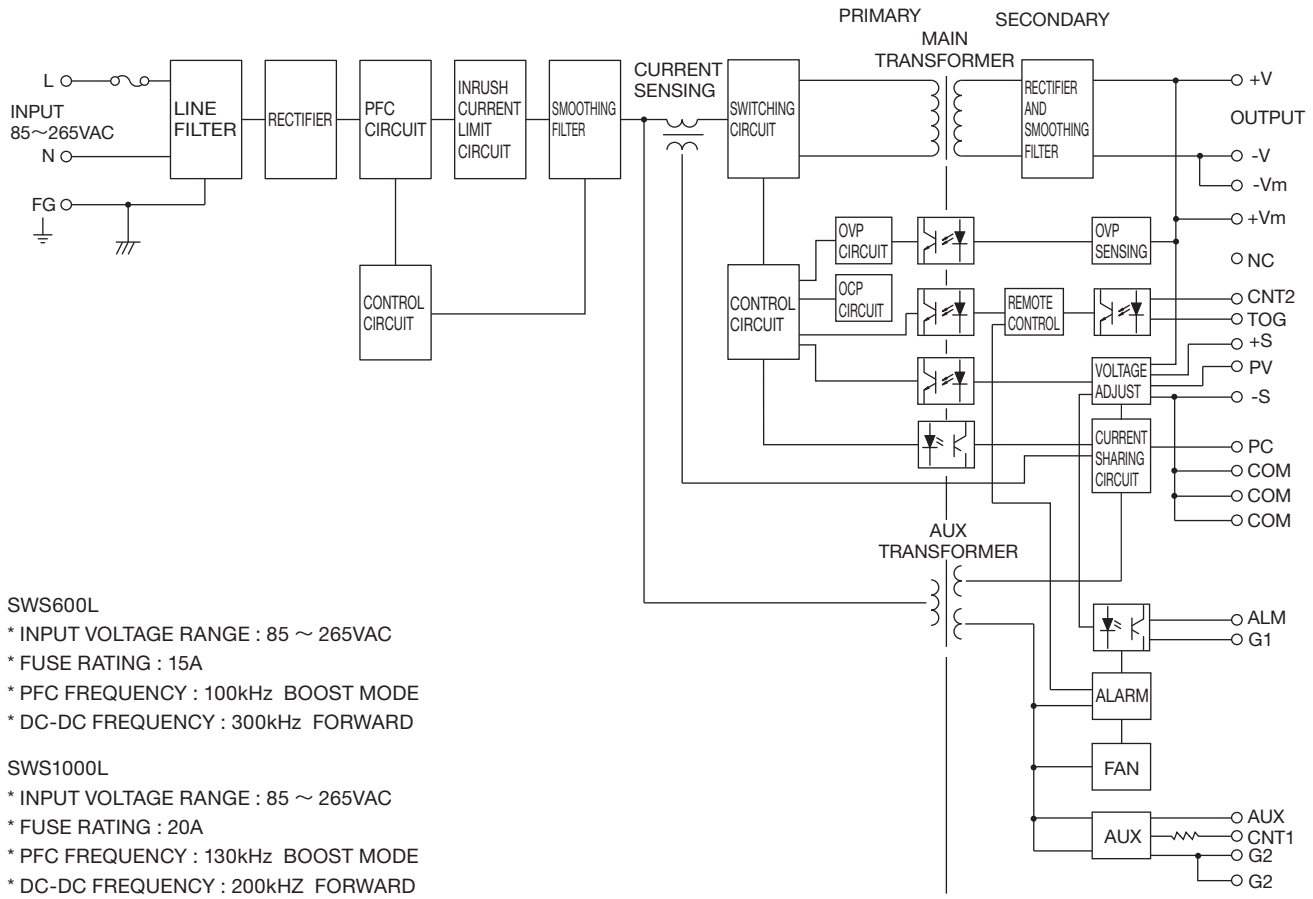 PRIMARY
SECONDARY
MAIN
TRANSFORMER
L
INPUT
85~265VAC
N
FG
LINE
FILTER
RECTIFIER
PFC
CIRCUIT
INRUSH
CURRENT
LIMIT
CIRCUIT
SMOOTHING
FILTER
CURRENT
SENSING
SWITCHING
CIRCUIT
RECTIFIER
AND
SMOOTHING
FILTER
+V
OUTPUT
-V
-Vm
+Vm
NC
CONTROL
CIRCUIT
CONTROL
CIRCUIT
OVP
CIRCUIT
OCP
CIRCUIT
OVP
SENSING
REMOTE
CONTROL
CNT2
TOG
+S
PV
-S
VOLTAGE
ADJUST
CURRENT
SHARING
CIRCUIT
PC
COM
COM
COM
AUX
TRANSFORMER
ALM
G1
ALARM
FAN
AUX
AUX
CNT1
G2
G2
SWS600L
* INPUT VOLTAGE RANGE : 85 ~ 265VAC
* FUSE RATING : 15A
* PFC FREQUENCY : 100kHz BOOST MODE
* DC-DC FREQUENCY : 300kHz FORWARD
SWS1000L
* INPUT VOLTAGE RANGE : 85 ~ 265VAC
* FUSE RATING : 20A
* PFC FREQUENCY : 130kHz BOOST MODE
* DC-DC FREQUENCY : 200kHZ FORWARD